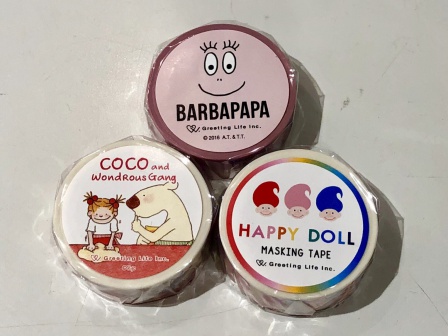 BARBAPAPA
Greeting Life Inc.
© 2016 A.T. & T.T.
COCO and
WONDROUS GANG
Greeting Life Inc.
HAPPY DOLL
MASKING TAPE
Greeting Life Inc.